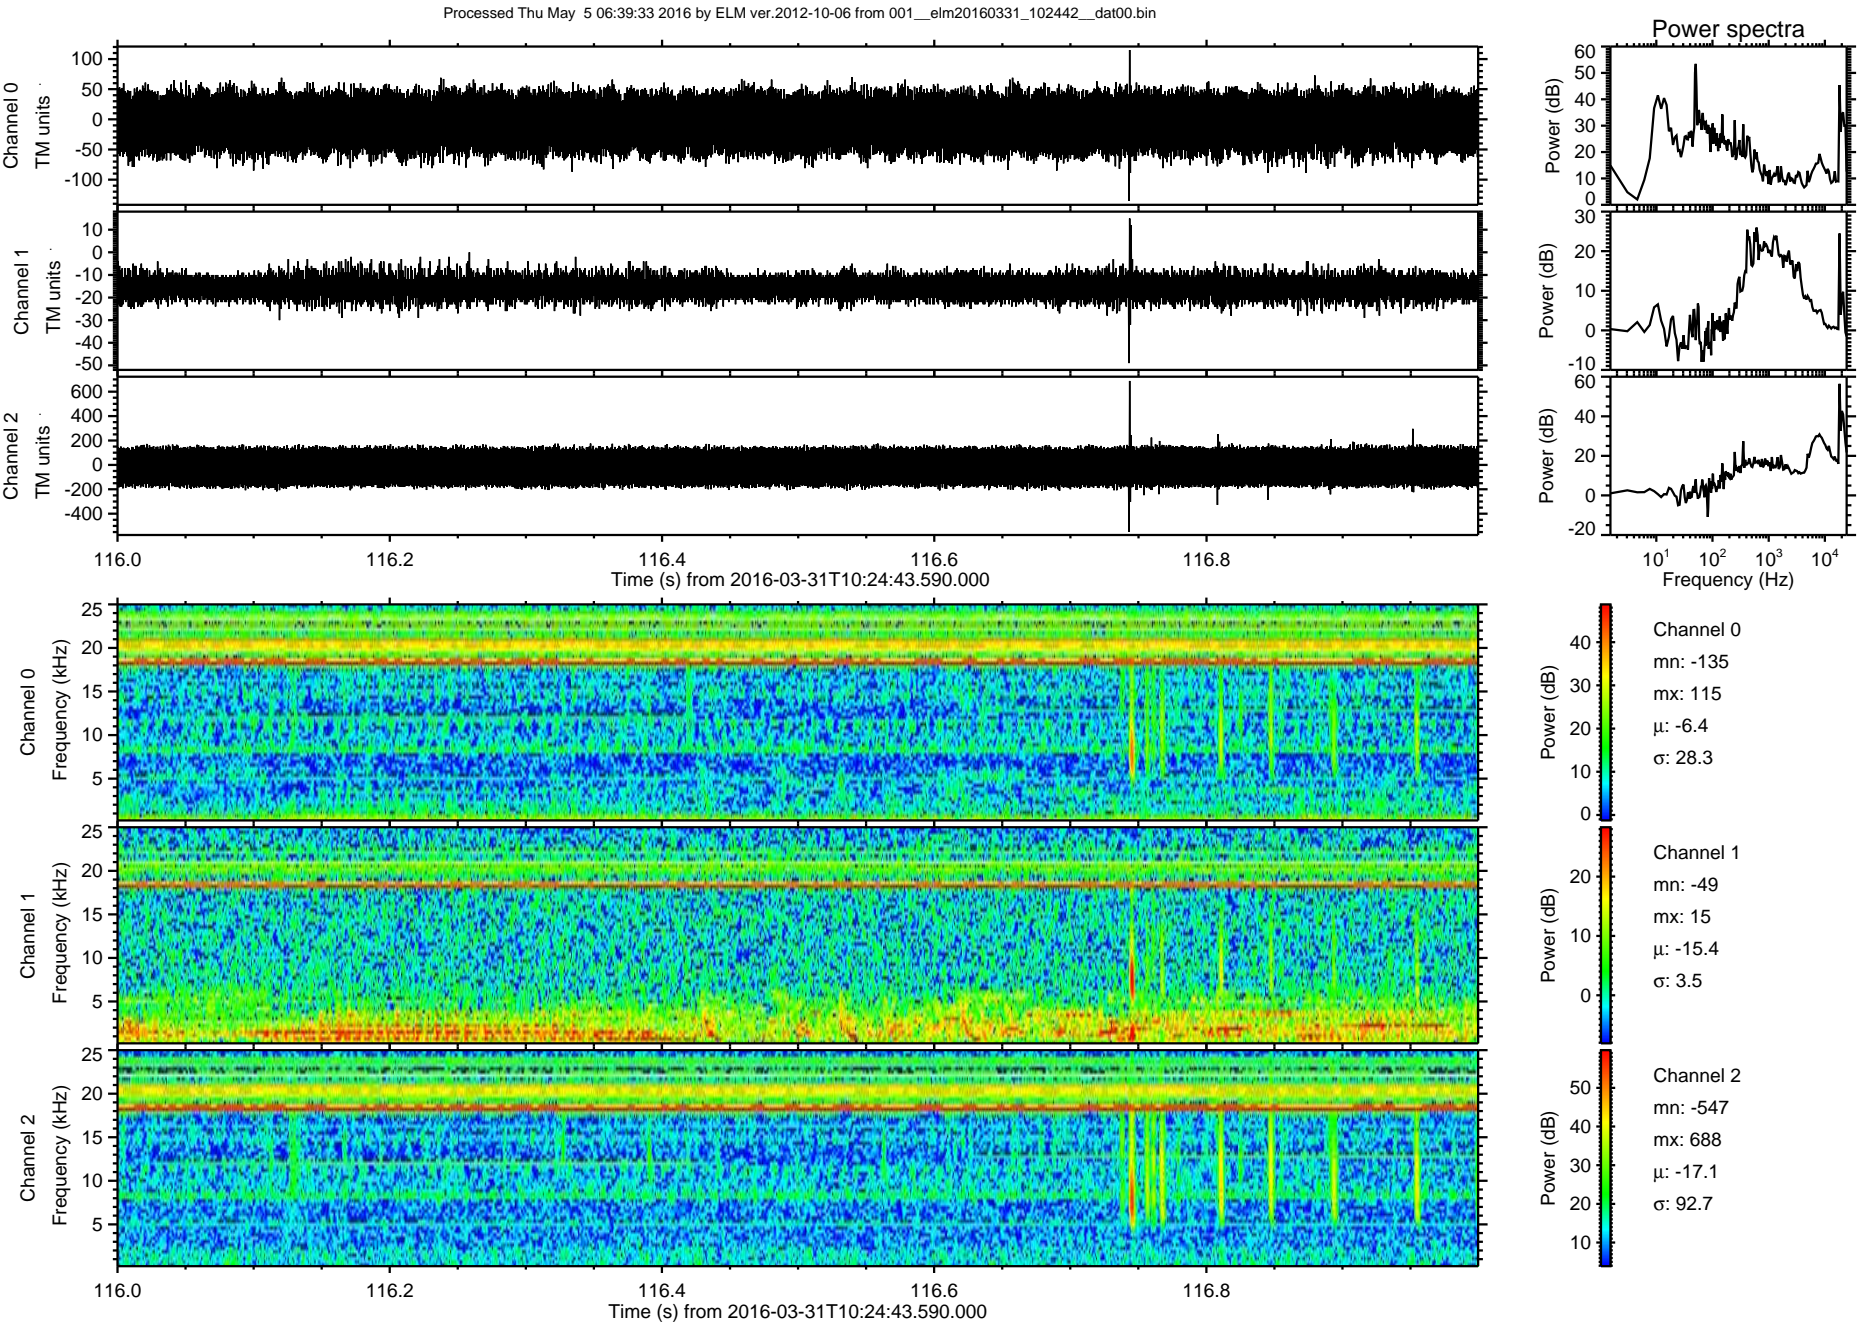 Processed Thu May  5 06:39:33 2016 by ELM ver.2012-10-06 from 001__elm20160331_102442__dat00.bin
Power spectra
Channel 0
TM units
100
50
0
-50
-100
Power (dB)
60
50
40
30
20
10
0
Channel 1
TM units
10
0
-10
-20
-30
-40
-50
Power (dB)
30
20
10
0
-10
Channel 2
TM units
600
400
200
0
-200
-400
Power (dB)
60
40
20
0
-20
116.0 116.2 116.4 116.6 116.8
Time (s) from 2016-03-31T10:24:43.590.000
10¹ 10² 10³ 10⁴
Frequency (Hz)
Channel 0
Frequency (kHz)
25
20
15
10
5
Power (dB)
40
30
20
10
0
Channel 0
mn: -135
mx: 115
μ: -6.4
σ: 28.3
Channel 1
Frequency (kHz)
25
20
15
10
5
Power (dB)
20
10
0
Channel 1
mn: -49
mx: 15
μ: -15.4
σ: 3.5
Channel 2
Frequency (kHz)
25
20
15
10
5
Power (dB)
50
40
30
20
10
Channel 2
mn: -547
mx: 688
μ: -17.1
σ: 92.7
116.0 116.2 116.4 116.6 116.8
Time (s) from 2016-03-31T10:24:43.590.000